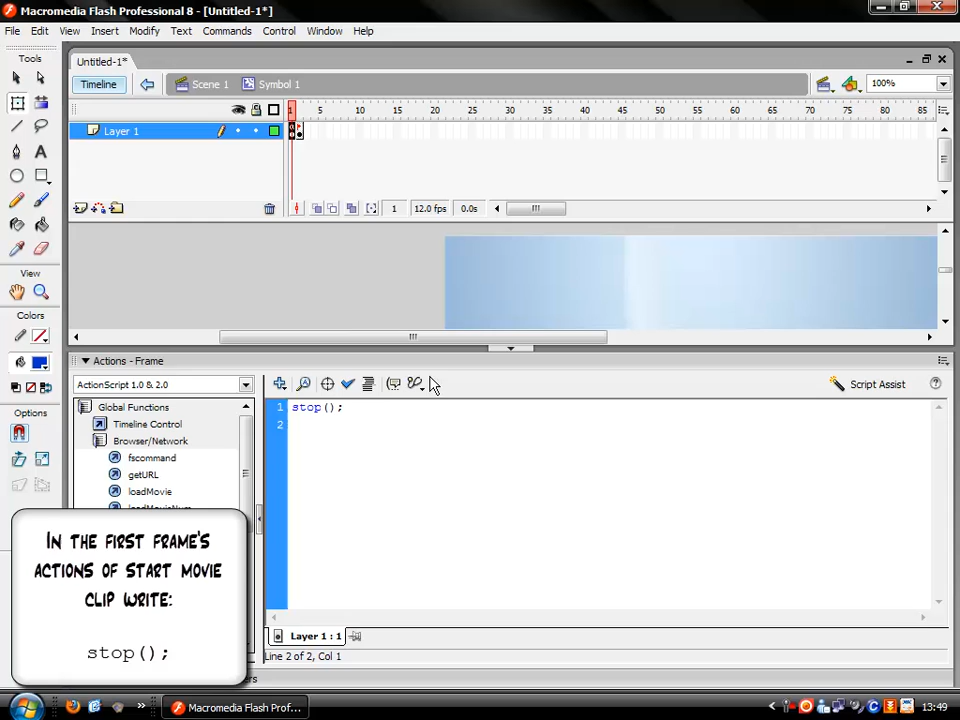 Macromedia Flash Professional 8 - [Untitled-1*]
File Edit View Insert Modify Text Commands Control Window Help
Tools
Untitled-1*
Timeline Scene 1 Symbol 1 100%
1 5 10 15 20 25 30 35 40 45 50 55 60 65 70 75 80 85
Layer 1
1 12.0 fps 0.0s
View
Colors
Options
Actions - Frame
ActionScript 1.0 & 2.0
Script Assist
Global Functions
Timeline Control
Browser/Network
fscommand
getURL
loadMovie
1 stop();
2
In the first frame's
actions of start movie
clip write:
stop();
Layer 1 : 1
Line 2 of 2, Col 1
Macromedia Flash Prof...
13:49